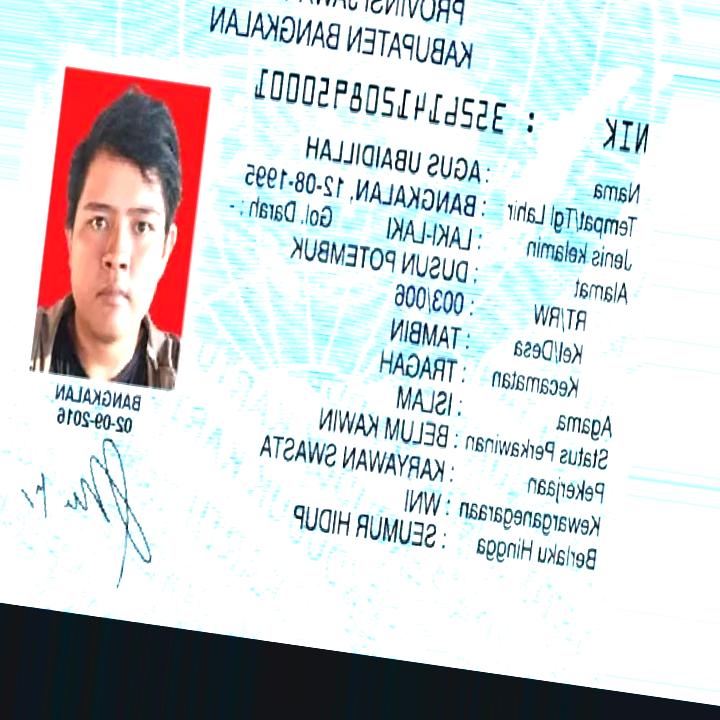 PROVINSI JAWA
KABUPATEN BANGKALAN
NIK : 3526141208950001
Nama : AGUS UBAIDILLAH
Tempat/Tgl Lahir : BANGKALAN, 12-08-1995
Jenis kelamin : LAKI-LAKI Gol. Darah : -
Alamat : DUSUN POTEMBUK
RT/RW : 003/006
Kel/Desa : TAMBIN
Kecamatan : TRAGAH
Agama : ISLAM
Status Perkawinan : BELUM KAWIN
Pekerjaan : KARYAWAN SWASTA
Kewarganegaraan : WNI
Berlaku Hingga : SEUMUR HIDUP
BANGKALAN
02-09-2016